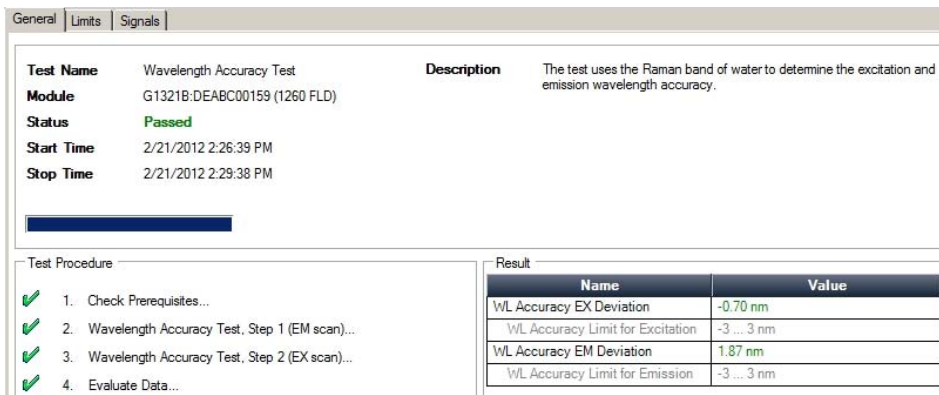 General Limits Signals
Test Name Wavelength Accuracy Test
Module G1321B:DEABC00159 (1260 FLD)
Status Passed
Start Time 2/21/2012 2:26:39 PM
Stop Time 2/21/2012 2:29:38 PM
Description The test uses the Raman band of water to determine the excitation and
emission wavelength accuracy.
Test Procedure
1. Check Prerequisites...
2. Wavelength Accuracy Test, Step 1 (EM scan)...
3. Wavelength Accuracy Test, Step 2 (EX scan)...
4. Evaluate Data...
Result
Name Value
WL Accuracy EX Deviation -0.70 nm
WL Accuracy Limit for Excitation -3 ... 3 nm
WL Accuracy EM Deviation 1.87 nm
WL Accuracy Limit for Emission -3 ... 3 nm